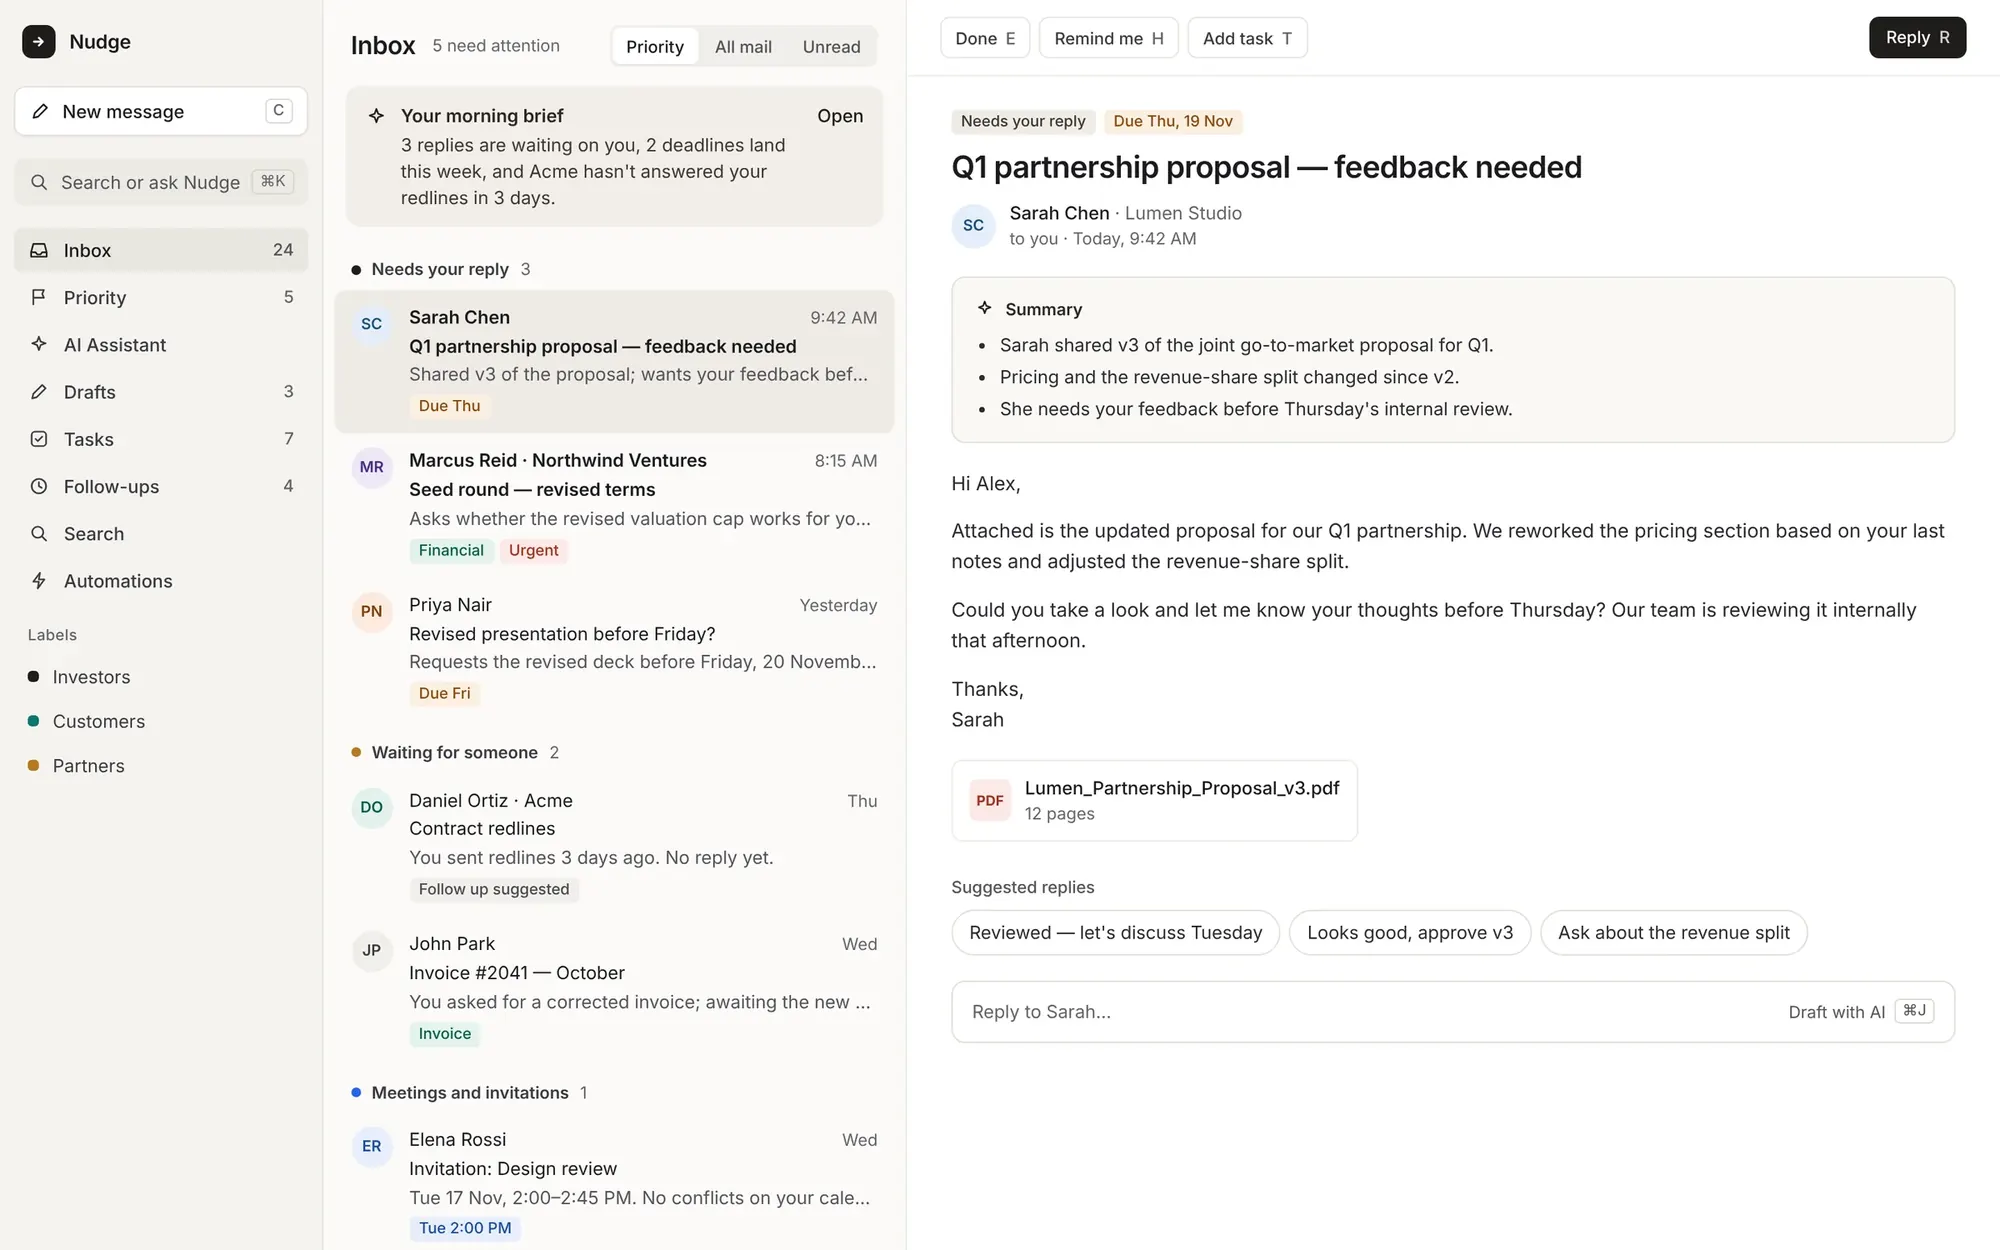 Nudge
New message C
Search or ask Nudge ⌘K
Inbox 24
Priority 5
AI Assistant
Drafts 3
Tasks 7
Follow-ups 4
Search
Automations
Labels
Investors
Customers
Partners
Inbox 5 need attention
Priority All mail Unread
Your morning brief Open
3 replies are waiting on you, 2 deadlines land
this week, and Acme hasn't answered your
redlines in 3 days.
Needs your reply 3
SC Sarah Chen 9:42 AM
Q1 partnership proposal — feedback needed
Shared v3 of the proposal; wants your feedback bef...
Due Thu
MR Marcus Reid · Northwind Ventures 8:15 AM
Seed round — revised terms
Asks whether the revised valuation cap works for yo...
Financial Urgent
PN Priya Nair Yesterday
Revised presentation before Friday?
Requests the revised deck before Friday, 20 Novemb...
Due Fri
Waiting for someone 2
DO Daniel Ortiz · Acme Thu
Contract redlines
You sent redlines 3 days ago. No reply yet.
Follow up suggested
JP John Park Wed
Invoice #2041 — October
You asked for a corrected invoice; awaiting the new ...
Invoice
Meetings and invitations 1
ER Elena Rossi Wed
Invitation: Design review
Tue 17 Nov, 2:00–2:45 PM. No conflicts on your cale...
Tue 2:00 PM
Done E Remind me H Add task T Reply R
Needs your reply Due Thu, 19 Nov
Q1 partnership proposal — feedback needed
SC Sarah Chen · Lumen Studio
to you · Today, 9:42 AM
Summary
• Sarah shared v3 of the joint go-to-market proposal for Q1.
• Pricing and the revenue-share split changed since v2.
• She needs your feedback before Thursday's internal review.
Hi Alex,
Attached is the updated proposal for our Q1 partnership. We reworked the pricing section based on your last
notes and adjusted the revenue-share split.
Could you take a look and let me know your thoughts before Thursday? Our team is reviewing it internally
that afternoon.
Thanks,
Sarah
PDF Lumen_Partnership_Proposal_v3.pdf
12 pages
Suggested replies
Reviewed — let's discuss Tuesday Looks good, approve v3 Ask about the revenue split
Reply to Sarah... Draft with AI ⌘J